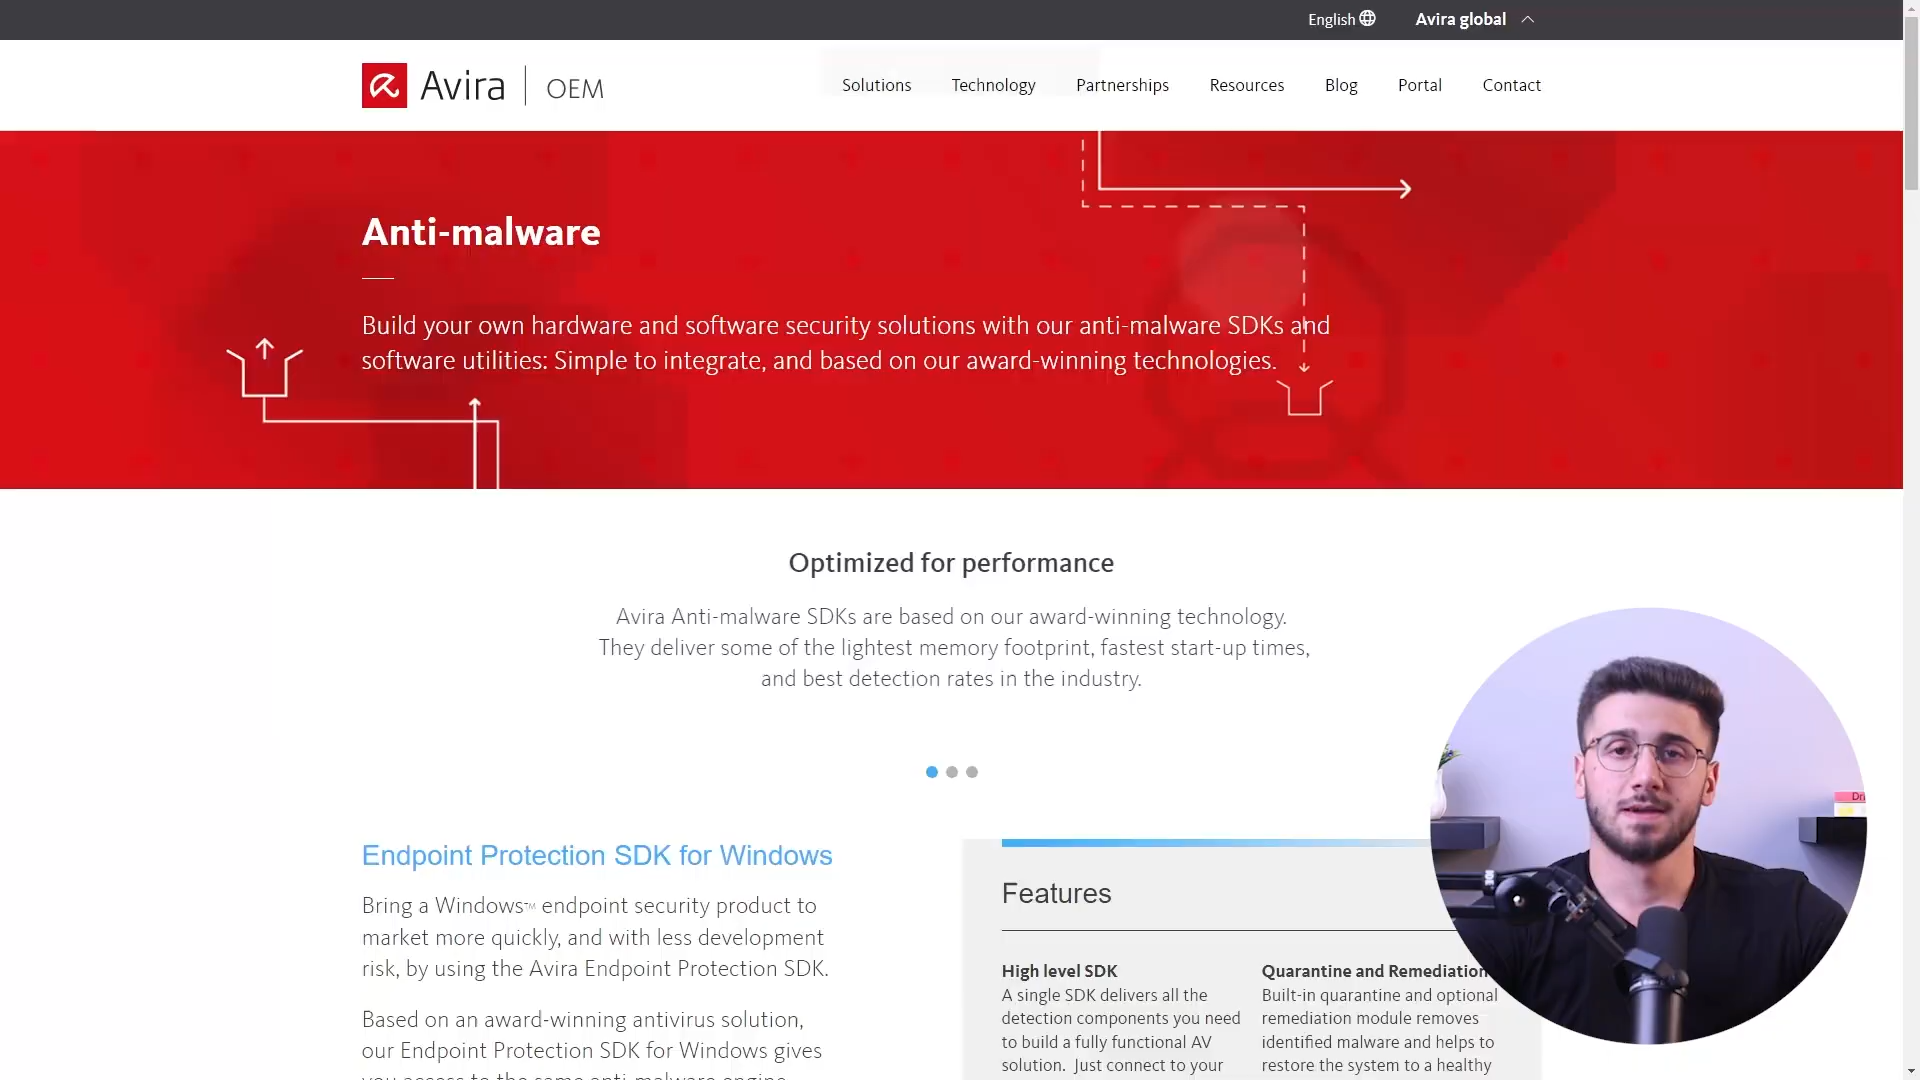 English
Avira global
Avira OEM
Solutions
Technology
Partnerships
Resources
Blog
Portal
Contact
Anti-malware
Build your own hardware and software security solutions with our anti-malware SDKs and
software utilities: Simple to integrate, and based on our award-winning technologies.
Optimized for performance
Avira Anti-malware SDKs are based on our award-winning technology.
They deliver some of the lightest memory footprint, fastest start-up times,
and best detection rates in the industry.
Endpoint Protection SDK for Windows
Bring a Windows™ endpoint security product to
market more quickly, and with less development
risk, by using the Avira Endpoint Protection SDK.
Based on an award-winning antivirus solution,
our Endpoint Protection SDK for Windows gives
you access to the same anti-malware engine
Features
High level SDK
A single SDK delivers all the
detection components you need
to build a fully functional AV
solution. Just connect to your
Quarantine and Remediation
Built-in quarantine and optional
remediation module removes
identified malware and helps to
restore the system to a healthy